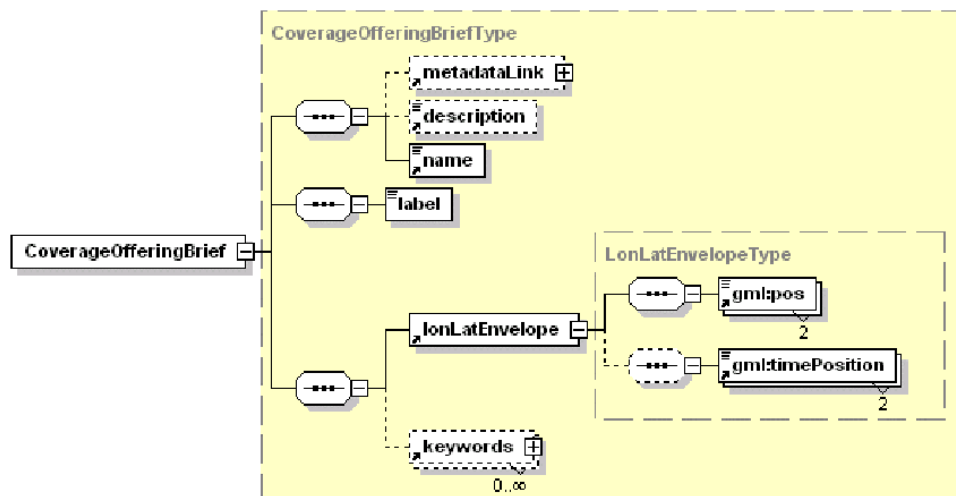 CoverageOfferingBriefType
metadataLink
description
name
label
CoverageOfferingBrief
LonLatEnvelopeType
gml:pos
2
lonLatEnvelope
gml:timePosition
2
keywords
0..∞